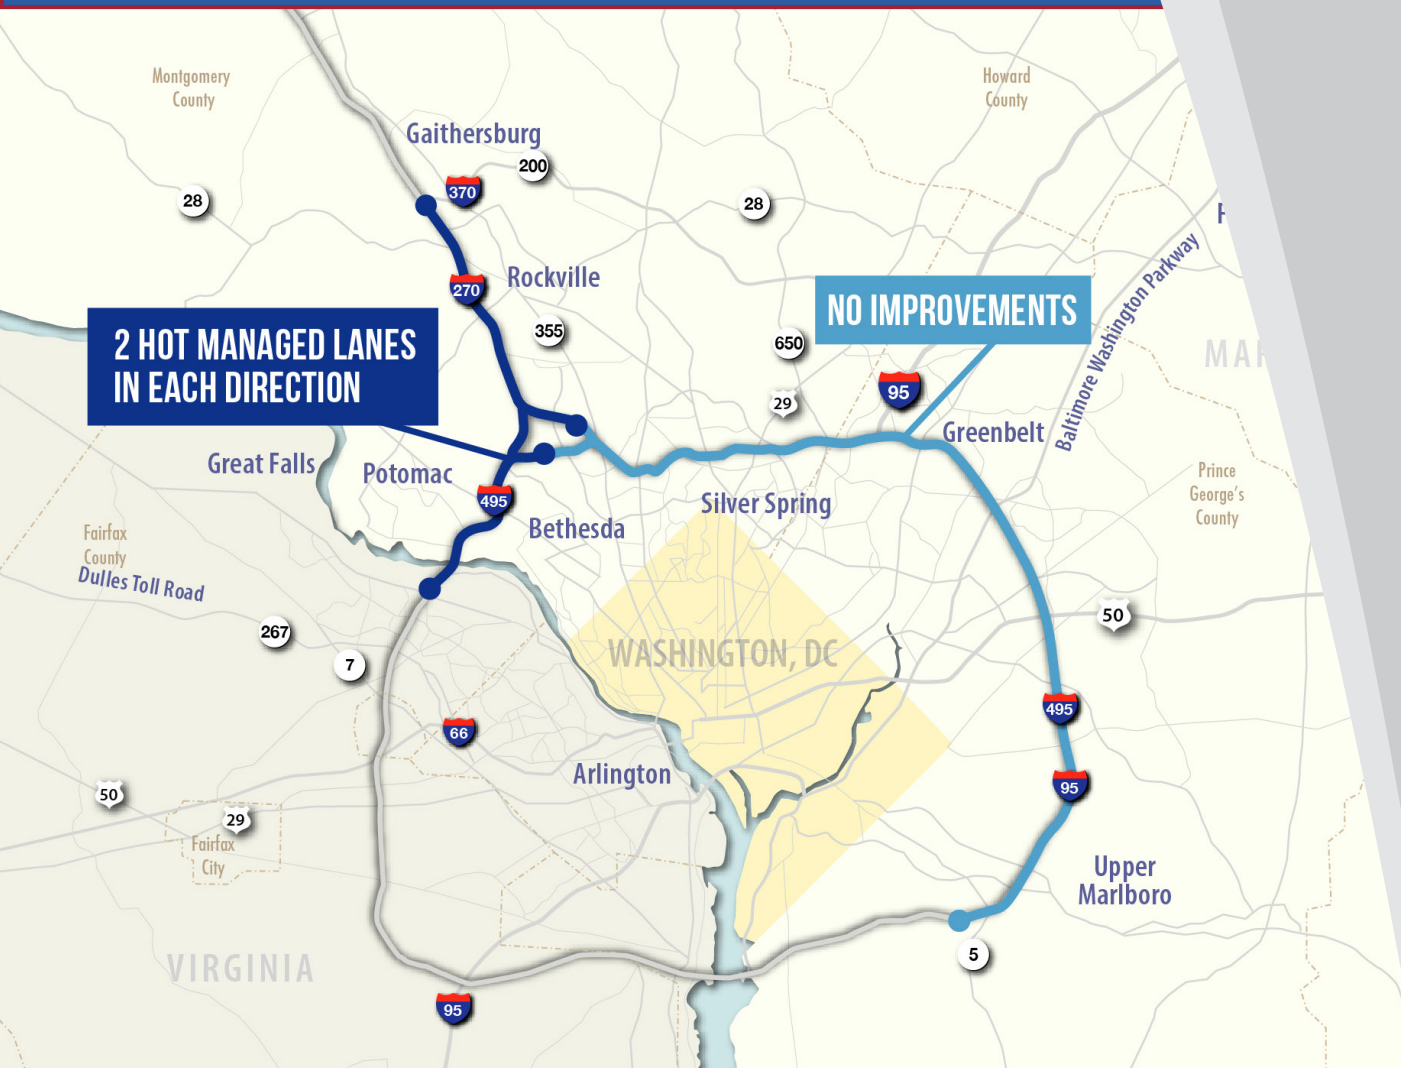 Montgomery
County
Howard
County
Gaithersburg
200
370
28
28
Rockville
270
NO IMPROVEMENTS
Baltimore Washington Parkway
2 HOT MANAGED LANES
IN EACH DIRECTION
355
650
29
95
Greenbelt
Great Falls
Potomac
495
Bethesda
Silver Spring
Prince
George's
County
Fairfax
County
Dulles Toll Road
267
7
WASHINGTON, DC
50
495
66
Arlington
95
50
29
Fairfax
City
Upper
Marlboro
VIRGINIA
5
95